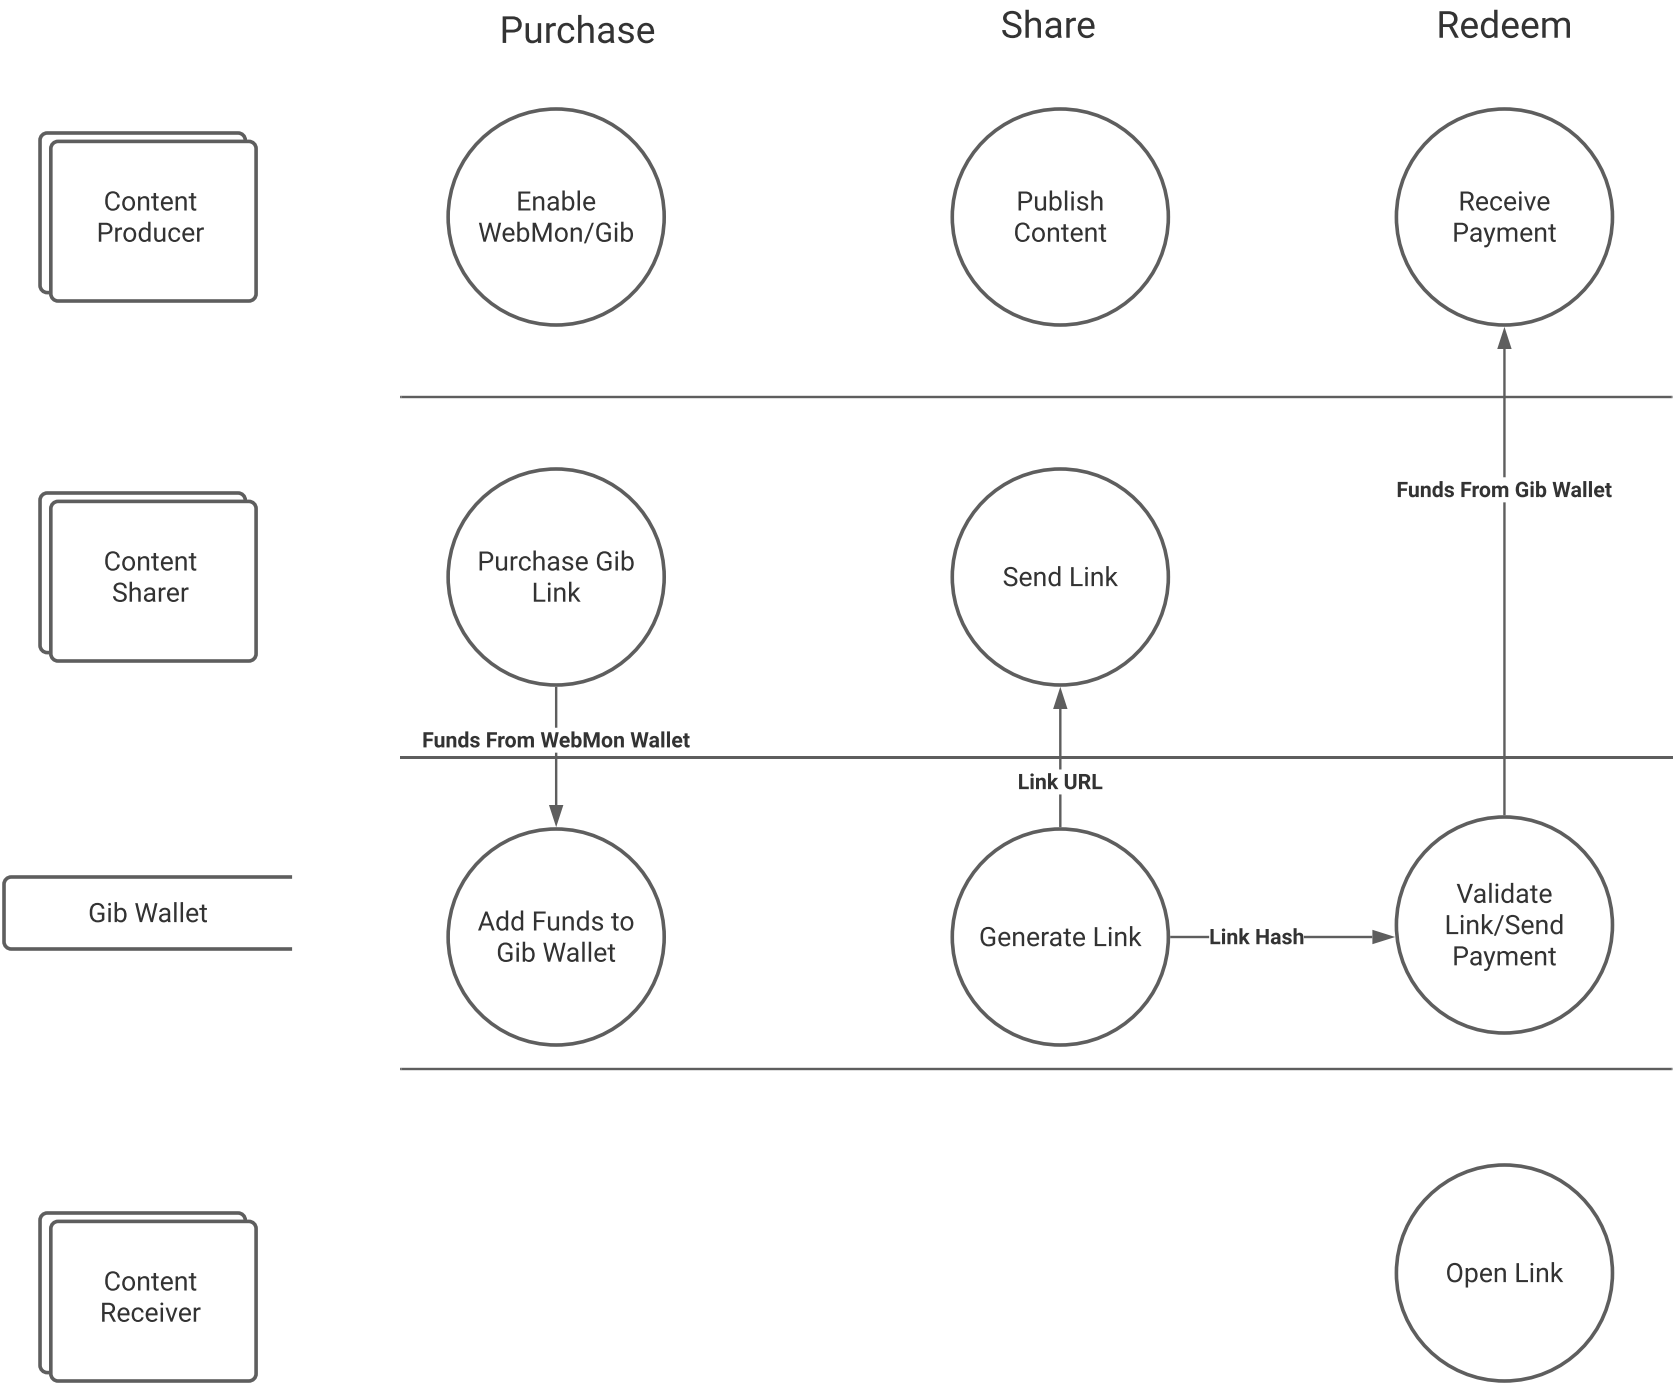 Purchase
Share
Redeem
Content
Producer
Enable
WebMon/Gib
Publish
Content
Receive
Payment
Content
Sharer
Purchase Gib
Link
Send Link
Funds From Gib Wallet
Funds From WebMon Wallet
Link URL
Gib Wallet
Add Funds to
Gib Wallet
Generate Link
Link Hash
Validate
Link/Send
Payment
Content
Receiver
Open Link